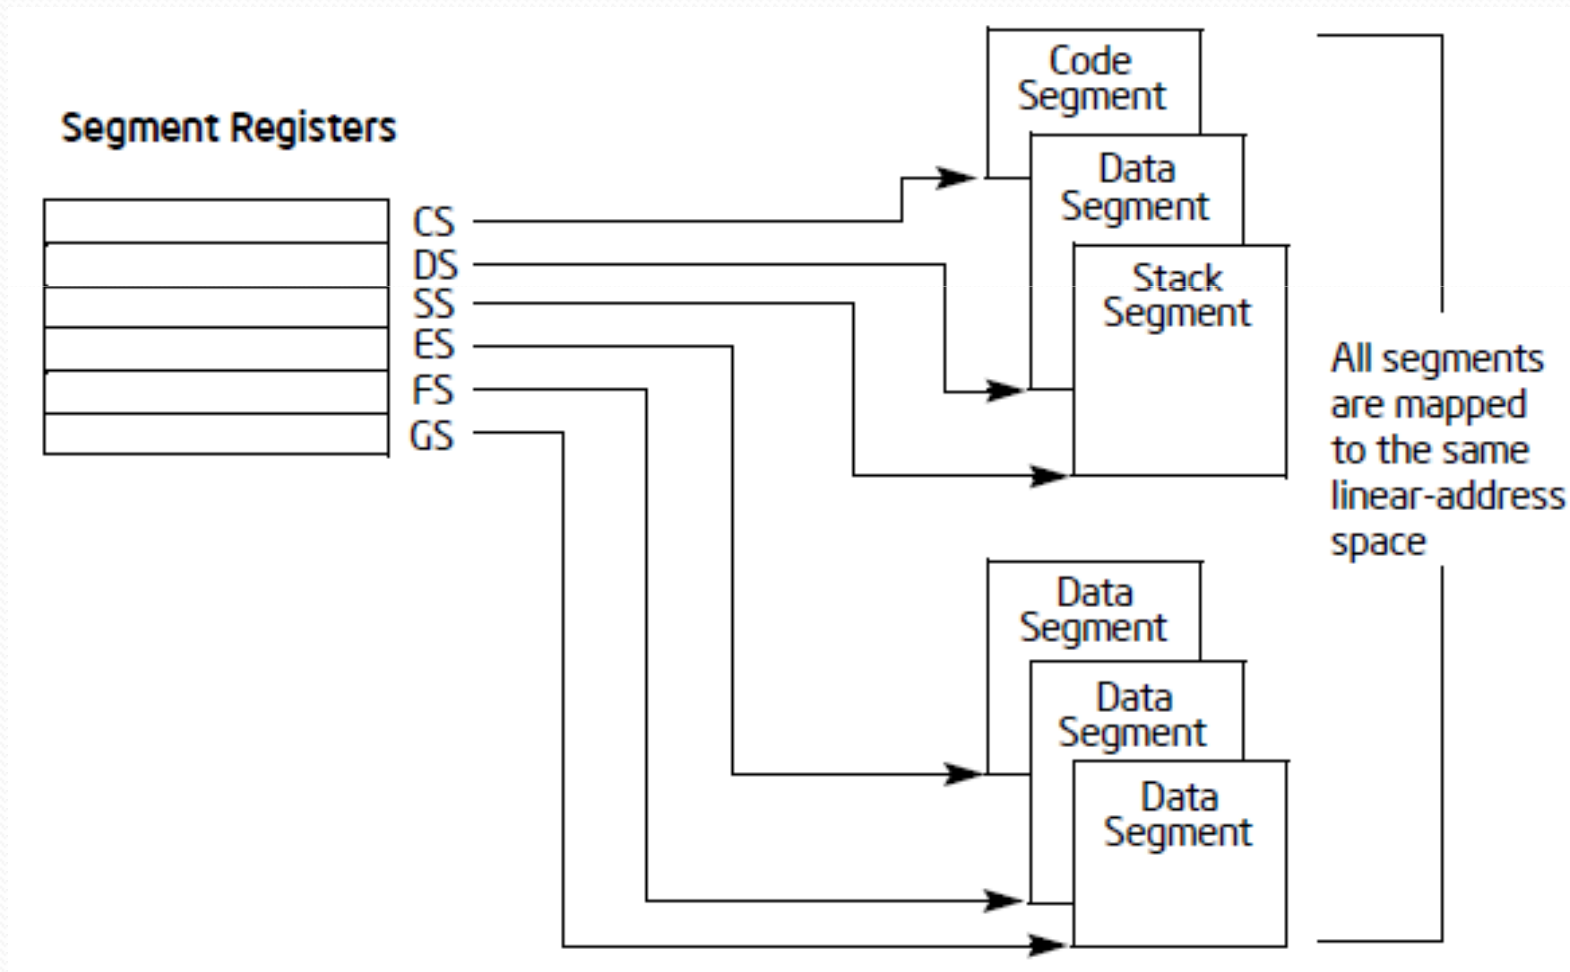 Segment Registers
CS
DS
SS
ES
FS
GS
Code
Segment
Data
Segment
Stack
Segment
Data
Segment
Data
Segment
Data
Segment
All segments
are mapped
to the same
linear-address
space